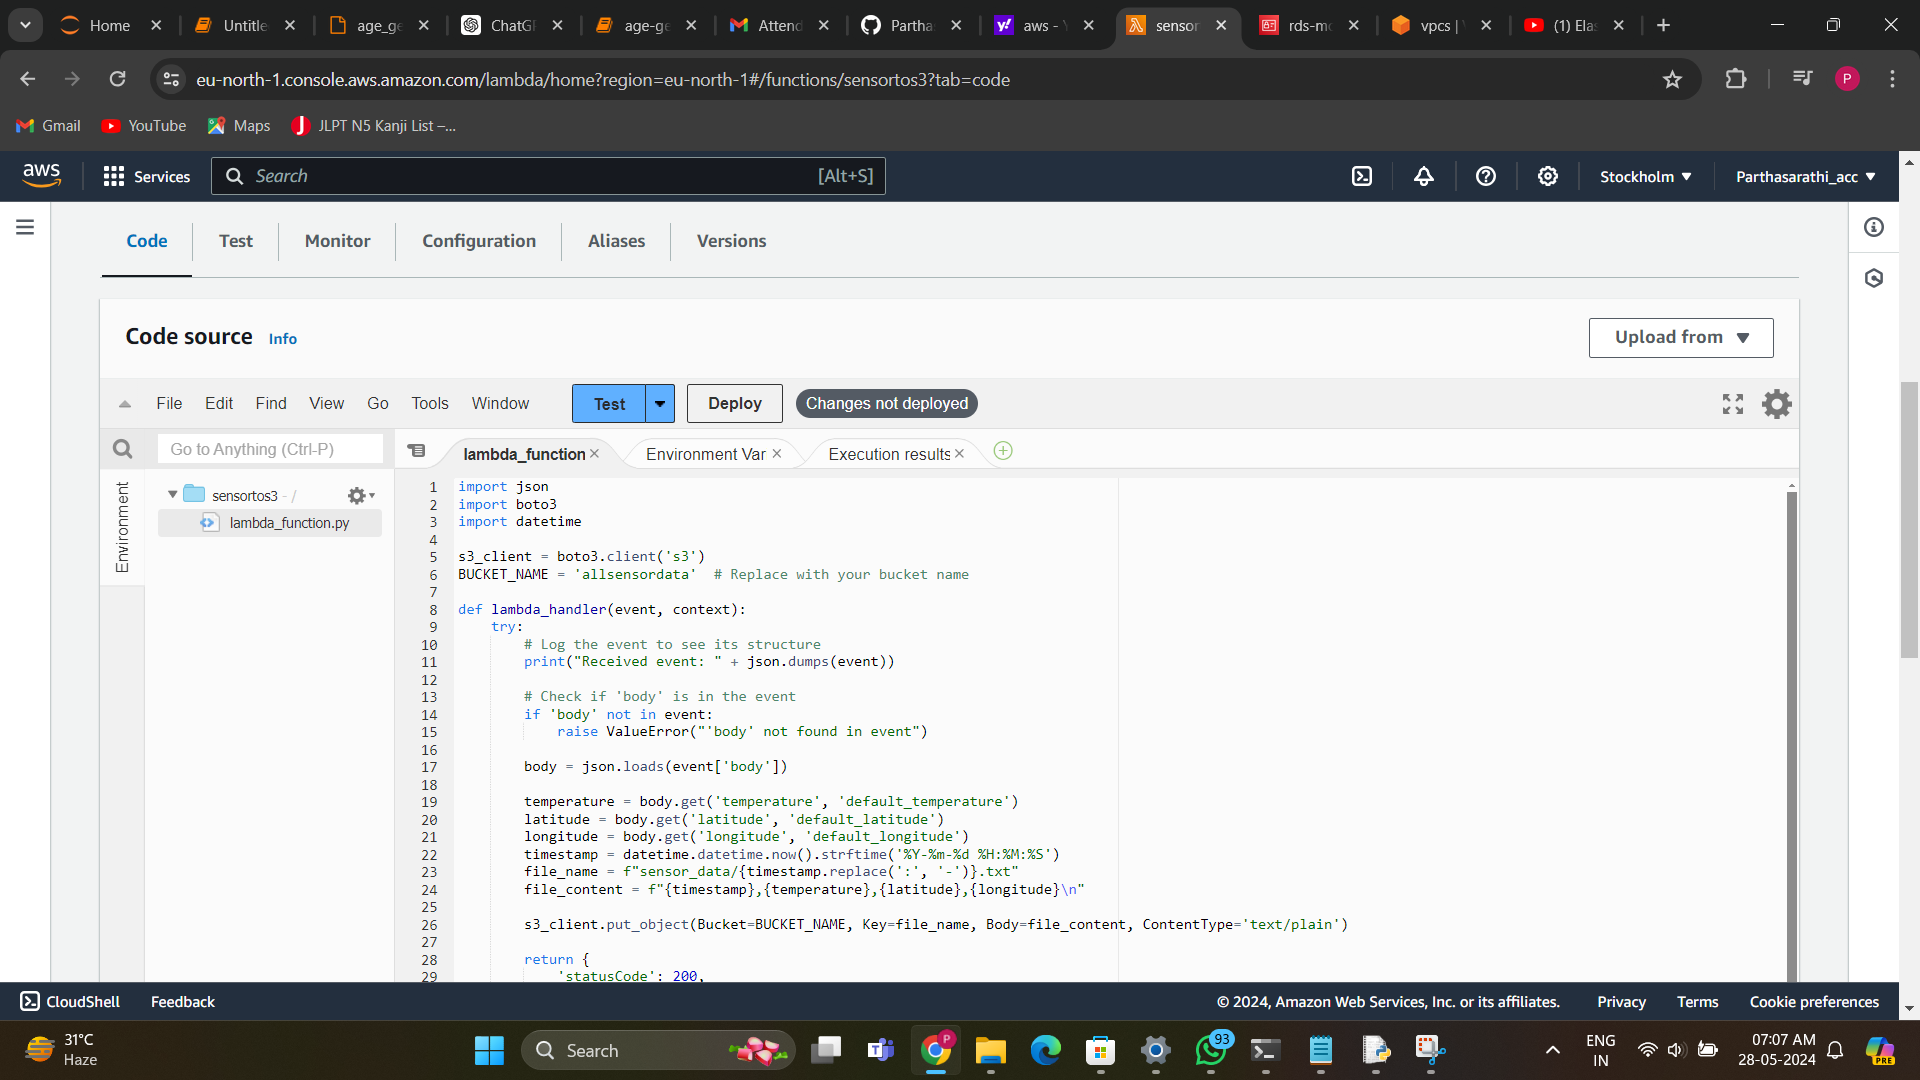 Home
Untitle
age_ge
ChatGI
age-ge
Attend
Partha
aws -
sensor
rds-mo
vpcs |
(1) Elas
eu-north-1.console.aws.amazon.com/lambda/home?region=eu-north-1#/functions/sensortos3?tab=code
P
Gmail
YouTube
Maps
JLPT N5 Kanji List –...
aws
Services
Search
[Alt+S]
Stockholm
Parthasarathi_acc
Code
Test
Monitor
Configuration
Aliases
Versions
Code source Info
Upload from
File Edit Find View Go Tools Window
Test
Deploy
Changes not deployed
Go to Anything (Ctrl-P)
lambda_function
Environment Var
Execution results
Environment
sensortos3 - /
lambda_function.py
1 import json
2 import boto3
3 import datetime
4
5 s3_client = boto3.client('s3')
6 BUCKET_NAME = 'allsensordata'  # Replace with your bucket name
7
8 def lambda_handler(event, context):
9 try:
10 # Log the event to see its structure
11 print("Received event: " + json.dumps(event))
12
13 # Check if 'body' is in the event
14 if 'body' not in event:
15 raise ValueError("'body' not found in event")
16
17 body = json.loads(event['body'])
18
19 temperature = body.get('temperature', 'default_temperature')
20 latitude = body.get('latitude', 'default_latitude')
21 longitude = body.get('longitude', 'default_longitude')
22 timestamp = datetime.datetime.now().strftime('%Y-%m-%d %H:%M:%S')
23 file_name = f"sensor_data/{timestamp.replace(':', '-')}.txt"
24 file_content = f"{timestamp},{temperature},{latitude},{longitude}\n"
25
26 s3_client.put_object(Bucket=BUCKET_NAME, Key=file_name, Body=file_content, ContentType='text/plain')
27
28 return {
29 'statusCode': 200,
CloudShell
Feedback
© 2024, Amazon Web Services, Inc. or its affiliates.
Privacy
Terms
Cookie preferences
31°C
Haze
Search
P
93
ENG
IN
07:07 AM
28-05-2024
PRE